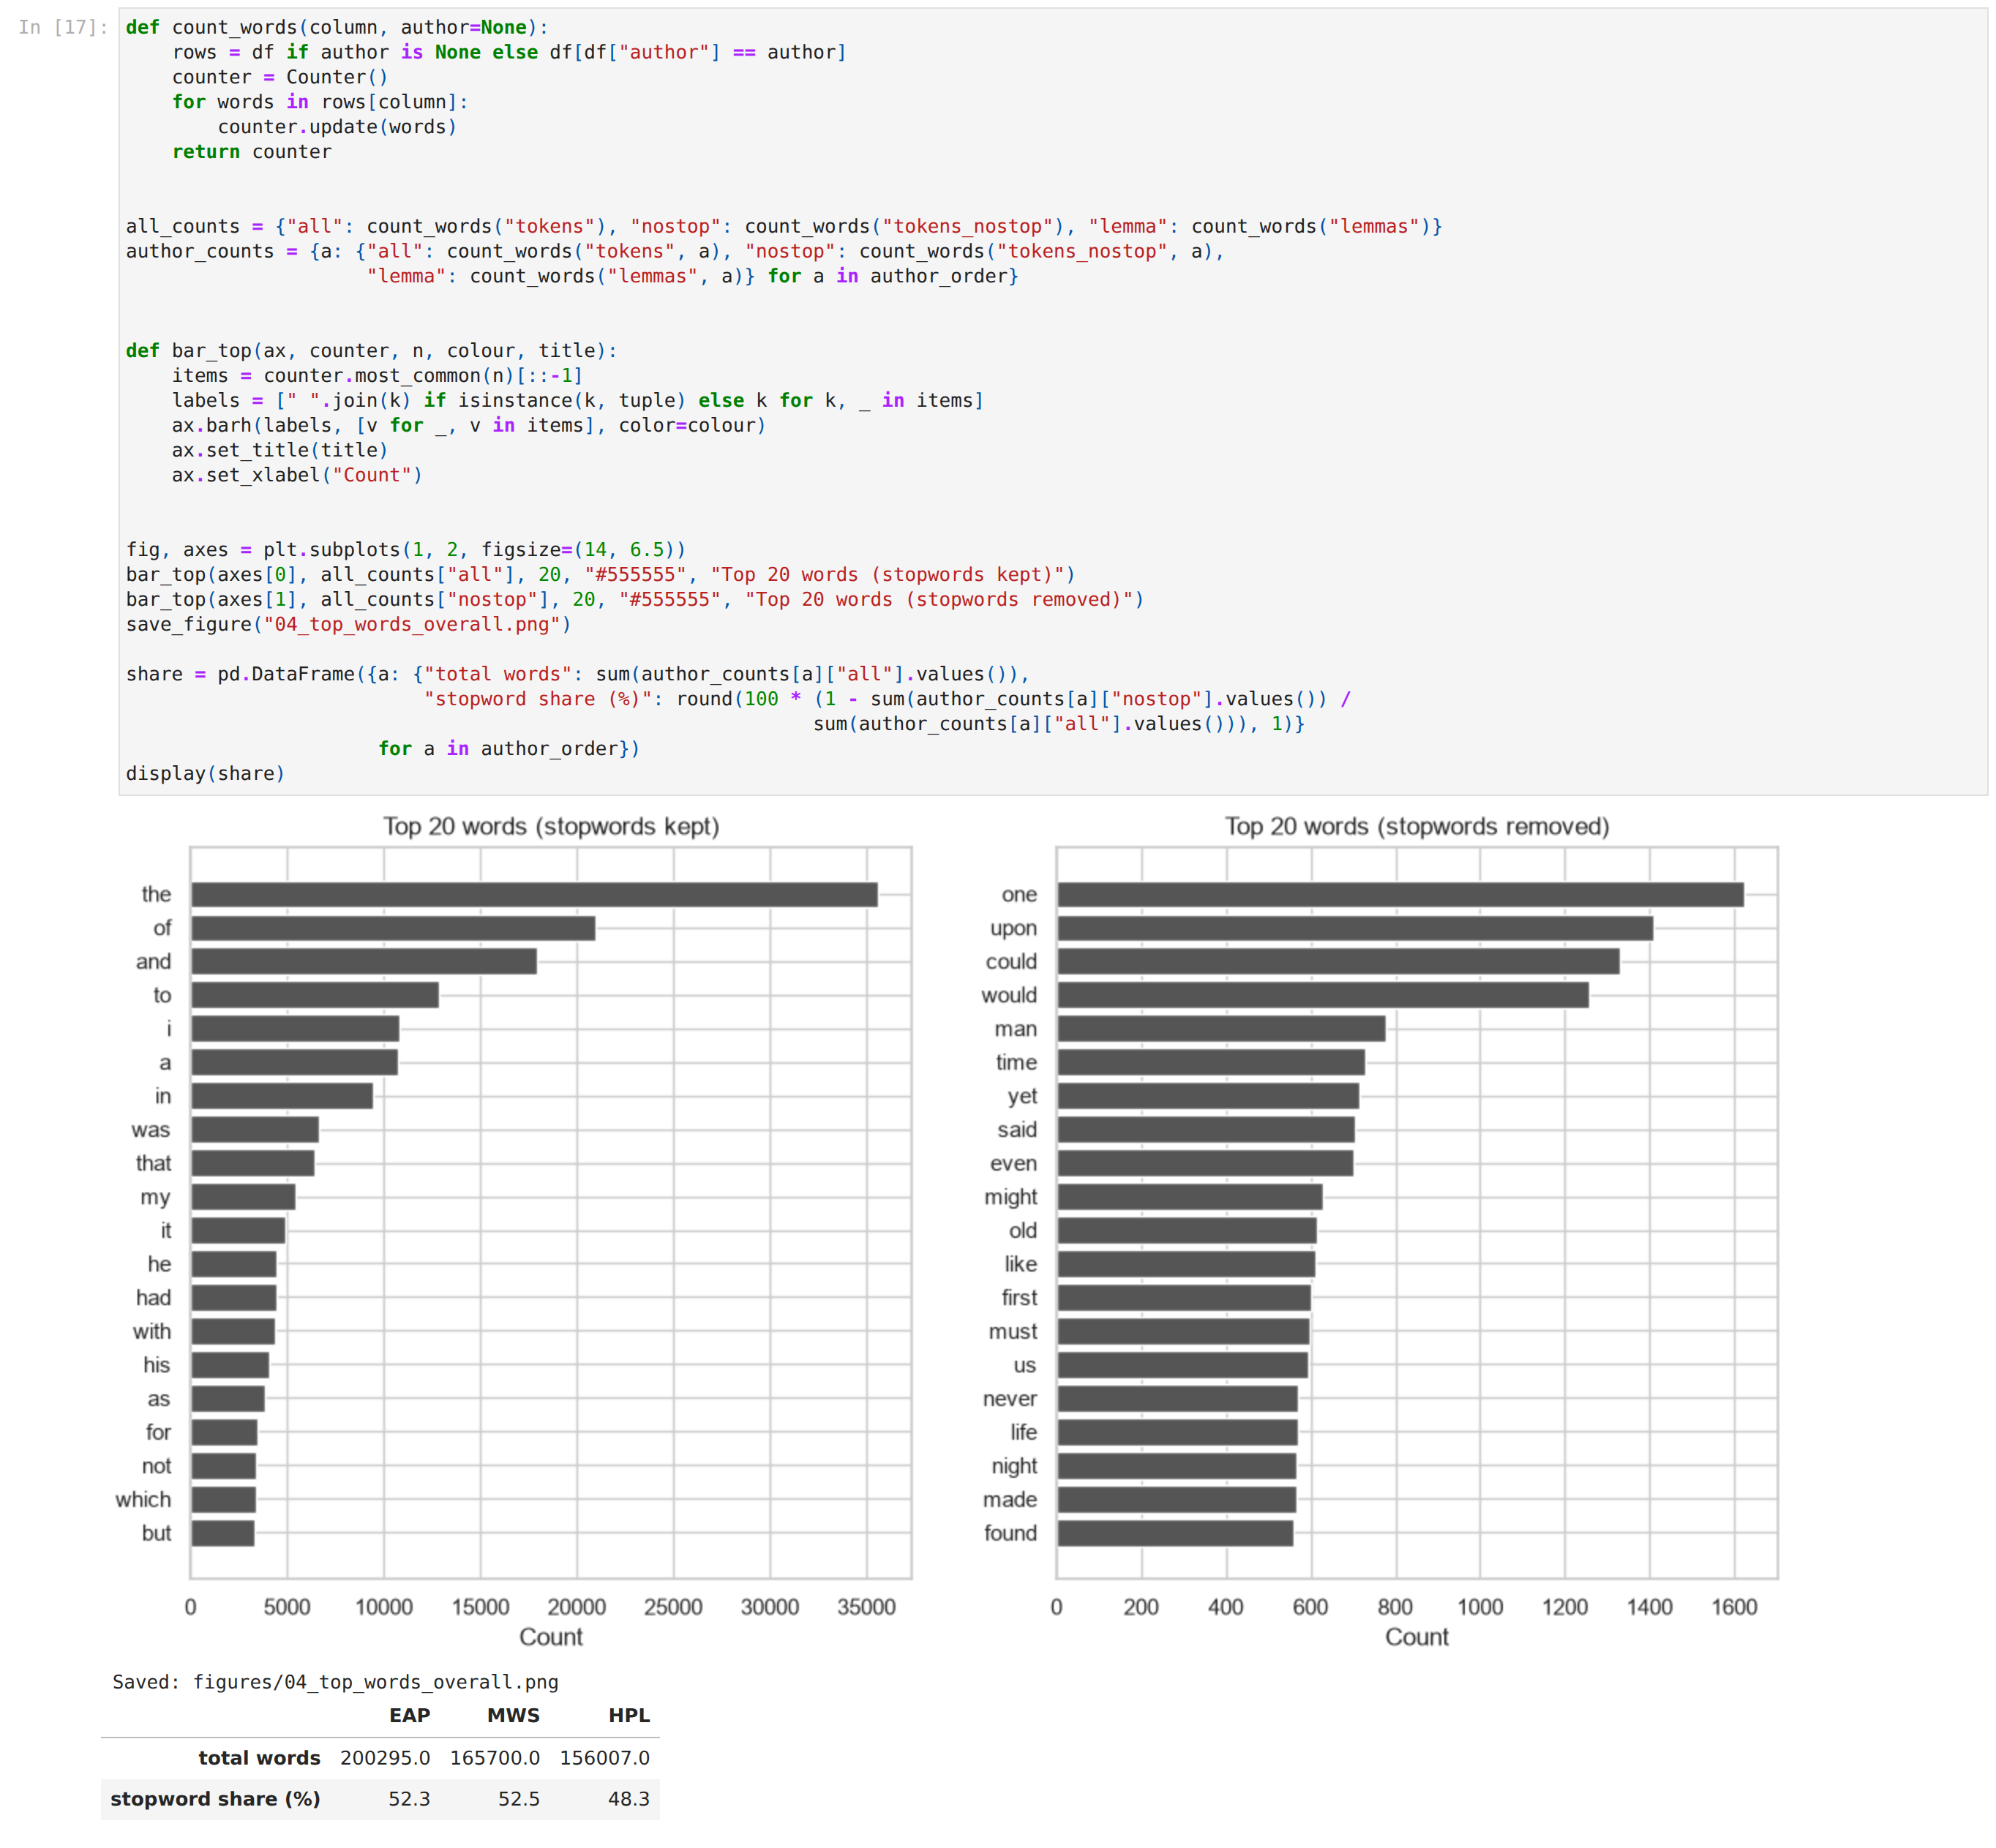 In [17]:
def count_words(column, author=None):
    rows = df if author is None else df[df["author"] == author]
    counter = Counter()
    for words in rows[column]:
        counter.update(words)
    return counter
all_counts = {"all": count_words("tokens"), "nostop": count_words("tokens_nostop"), "lemma": count_words("lemmas")}
author_counts = {a: {"all": count_words("tokens", a), "nostop": count_words("tokens_nostop", a),
                     "lemma": count_words("lemmas", a)} for a in author_order}
def bar_top(ax, counter, n, colour, title):
    items = counter.most_common(n)[::-1]
    labels = [" ".join(k) if isinstance(k, tuple) else k for k, _ in items]
    ax.barh(labels, [v for _, v in items], color=colour)
    ax.set_title(title)
    ax.set_xlabel("Count")
fig, axes = plt.subplots(1, 2, figsize=(14, 6.5))
bar_top(axes[0], all_counts["all"], 20, "#555555", "Top 20 words (stopwords kept)")
bar_top(axes[1], all_counts["nostop"], 20, "#555555", "Top 20 words (stopwords removed)")
save_figure("04_top_words_overall.png")
share = pd.DataFrame({a: {"total words": sum(author_counts[a]["all"].values()),
                          "stopword share (%)": round(100 * (1 - sum(author_counts[a]["nostop"].values()) /
                                                            sum(author_counts[a]["all"].values())), 1)}
                      for a in author_order})
display(share)
Top 20 words (stopwords kept)
the
of
and
to
i
a
in
was
that
my
it
he
had
with
his
as
for
not
which
but
0 5000 10000 15000 20000 25000 30000 35000
Count
Top 20 words (stopwords removed)
one
upon
could
would
man
time
yet
said
even
might
old
like
first
must
us
never
life
night
made
found
0 200 400 600 800 1000 1200 1400 1600
Count
Saved: figures/04_top_words_overall.png
EAP MWS HPL
total words 200295.0 165700.0 156007.0
stopword share (%) 52.3 52.5 48.3